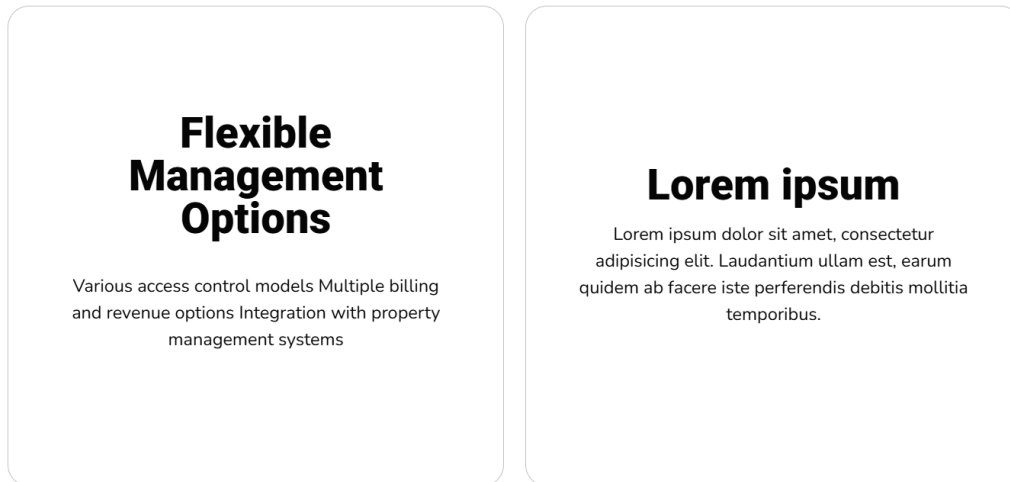 Flexible
Management
Options
Various access control models Multiple billing
and revenue options Integration with property
management systems
Lorem ipsum
Lorem ipsum dolor sit amet, consectetur
adipisicing elit. Laudantium ullam est, earum
quidem ab facere iste perferendis debitis mollitia
temporibus.